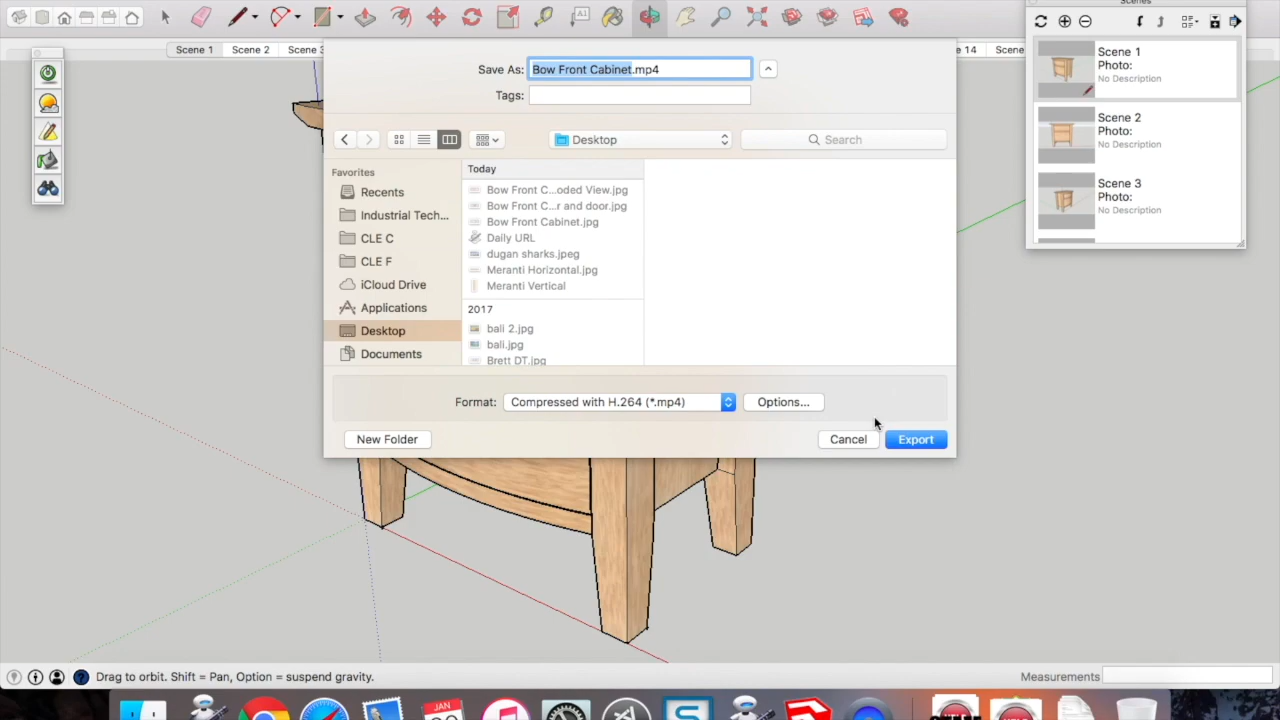 A1
Scenes
Scene 1
Scene 2
Scene 3
14
Scene
Save As: Bow Front Cabinet.mp4
Tags:
Desktop
Search
Favorites
Recents
Industrial Tech...
CLE C
CLE F
iCloud Drive
Applications
Desktop
Documents
Today
Bow Front C...oded View.jpg
Bow Front C...r and door.jpg
Bow Front Cabinet.jpg
Daily URL
dugan sharks.jpeg
Meranti Horizontal.jpg
Meranti Vertical
2017
bali 2.jpg
bali.jpg
Brett DT.jpg
Format: Compressed with H.264 (*.mp4) Options...
New Folder Cancel Export
Scene 1
Photo:
No Description
Scene 2
Photo:
No Description
Scene 3
Photo:
No Description
Drag to orbit. Shift = Pan, Option = suspend gravity.
Measurements
JAN
S